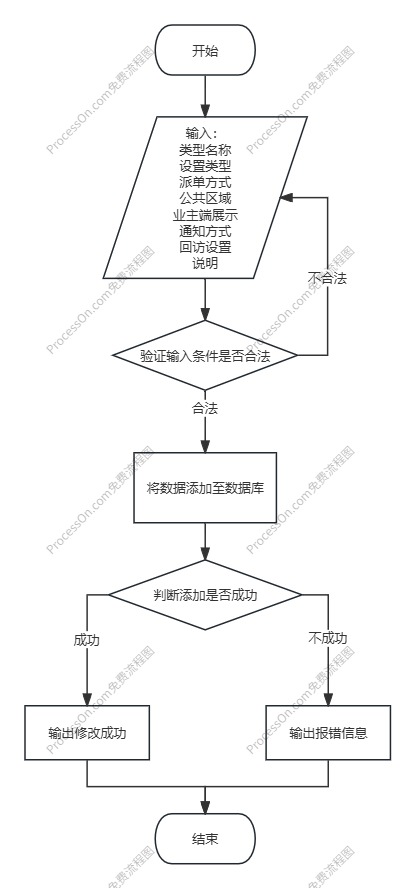 开始
输入：
类型名称
设置类型
派单方式
公共区域
业主端展示
通知方式
回访设置
说明
不合法
验证输入条件是否合法
合法
将数据添加至数据库
判断添加是否成功
成功
不成功
输出修改成功
输出报错信息
结束
ProcessOn.com免费流程图
ProcessOn.com免费流程图
ProcessOn.com免费流程图
ProcessOn.com免费流程图
ProcessOn.com免费流程图
ProcessOn.com免费流程图
ProcessOn.com免费流程图
ProcessOn.com免费流程图
免费流程图
免费流程图